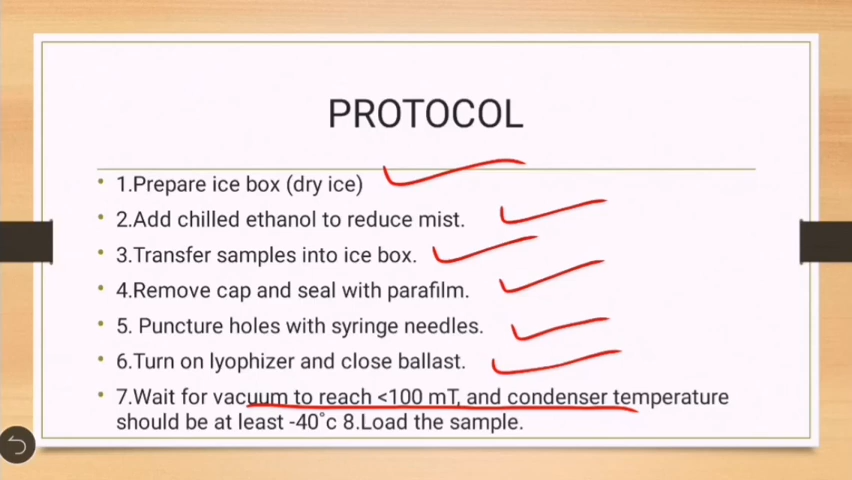 PROTOCOL
• 1.Prepare ice box (dry ice)
• 2.Add chilled ethanol to reduce mist.
• 3.Transfer samples into ice box.
• 4.Remove cap and seal with parafilm.
• 5. Puncture holes with syringe needles.
• 6.Turn on lyophizer and close ballast.
• 7.Wait for vacuum to reach <100 mT, and condenser temperature
should be at least -40˚c 8.Load the sample.